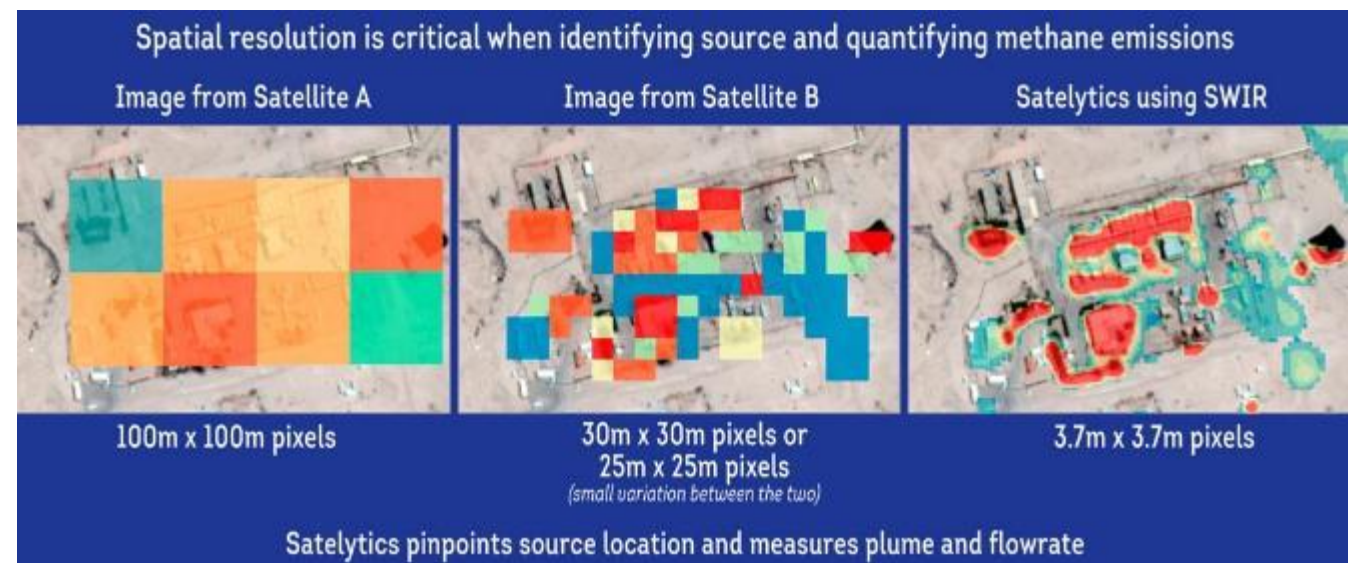 Spatial resolution is critical when identifying source and quantifying methane emissions
Image from Satellite A
Image from Satellite B
Satelytics using SWIR
100m x 100m pixels
30m x 30m pixels or
25m x 25m pixels
(small variation between the two)
3.7m x 3.7m pixels
Satelytics pinpoints source location and measures plume and flowrate